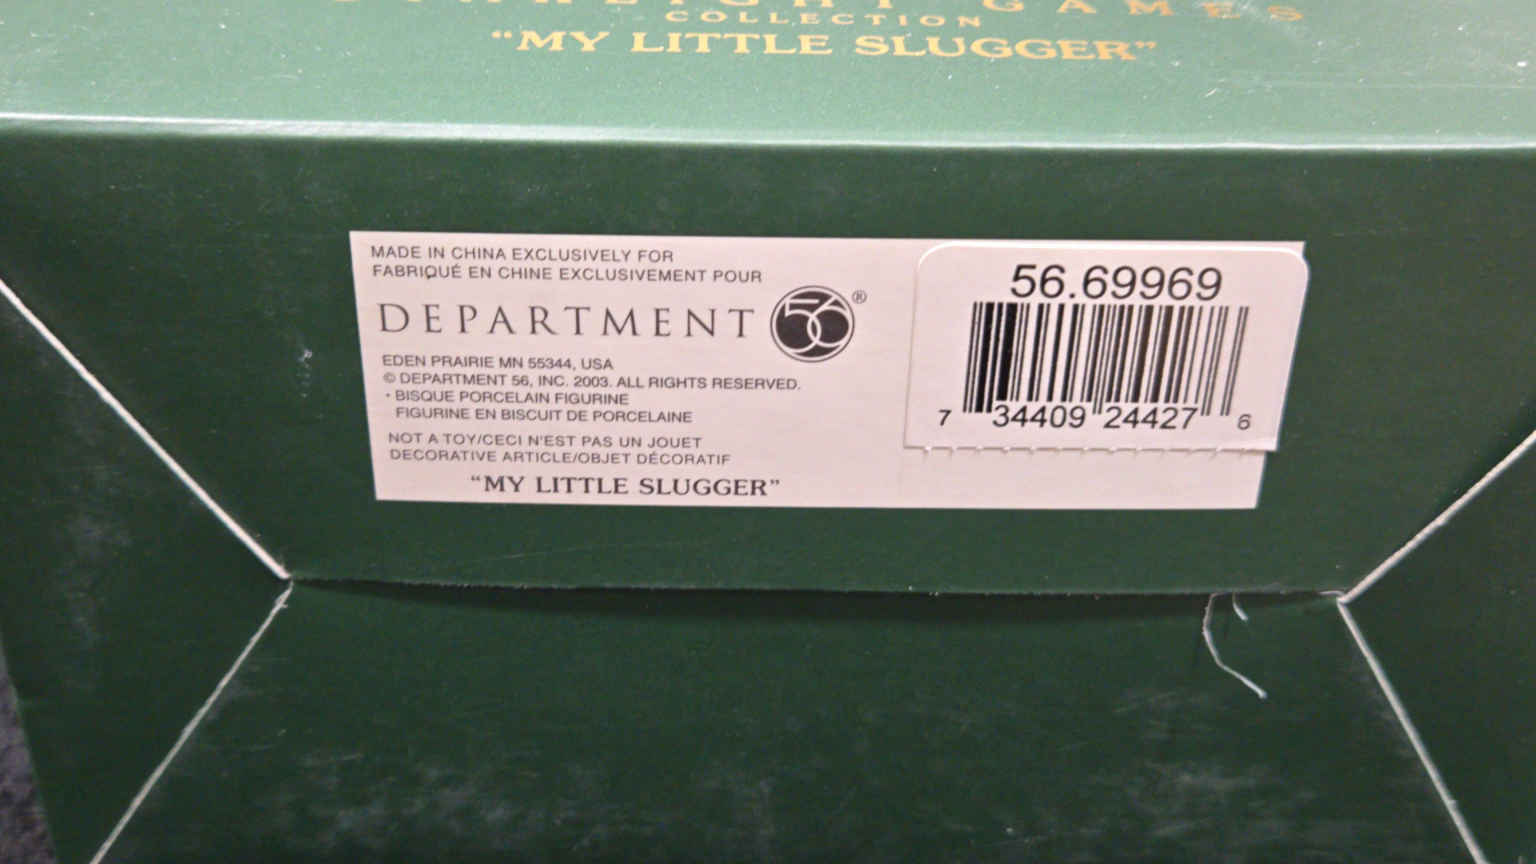 GAMES
COLLECTION
"MY LITTLE SLUGGER"
MADE IN CHINA EXCLUSIVELY FOR
FABRIQUÉ EN CHINE EXCLUSIVEMENT POUR
DEPARTMENT 56®
EDEN PRAIRIE MN 55344, USA
© DEPARTMENT 56, INC. 2003. ALL RIGHTS RESERVED.
· BISQUE PORCELAIN FIGURINE
FIGURINE EN BISCUIT DE PORCELAINE
NOT A TOY/CECI N'EST PAS UN JOUET
DECORATIVE ARTICLE/OBJET DÉCORATIF
"MY LITTLE SLUGGER"
56.69969
7 34409 24427 6